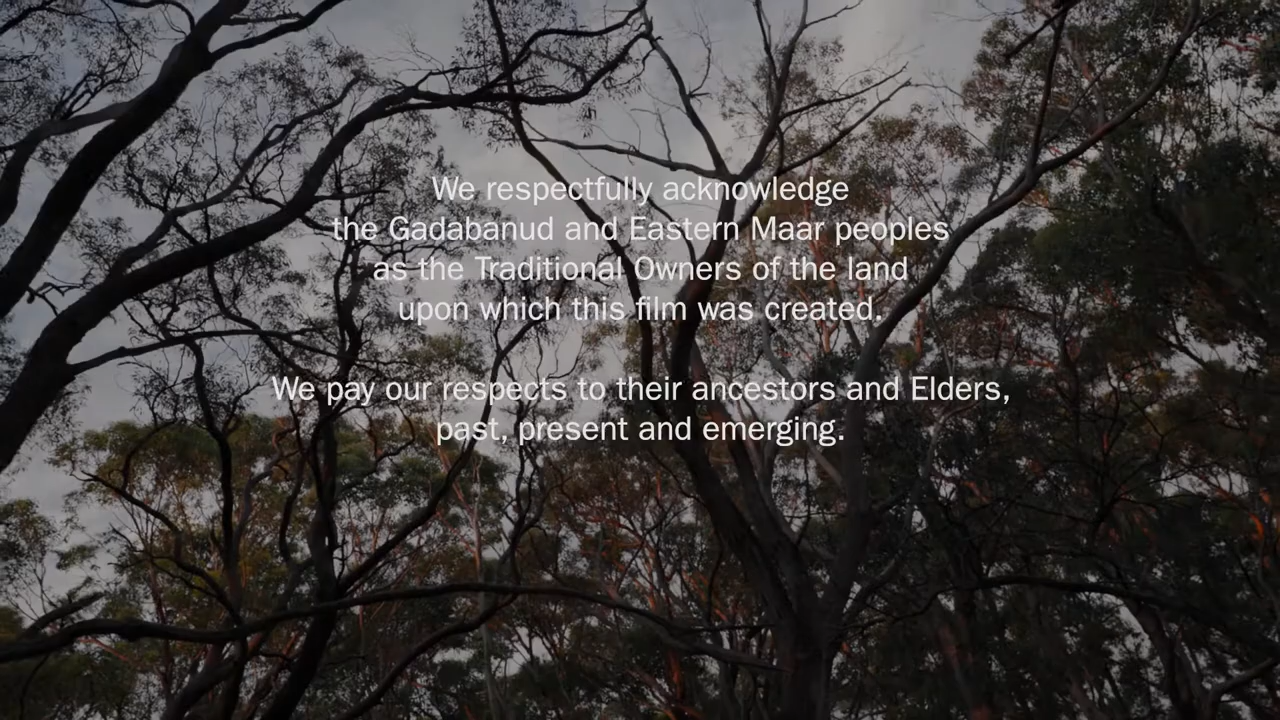 We respectfully acknowledge
the Gadabanud and Eastern Maar peoples
as the Traditional Owners of the land
upon which this film was created.
We pay our respects to their ancestors and Elders,
past, present and emerging.